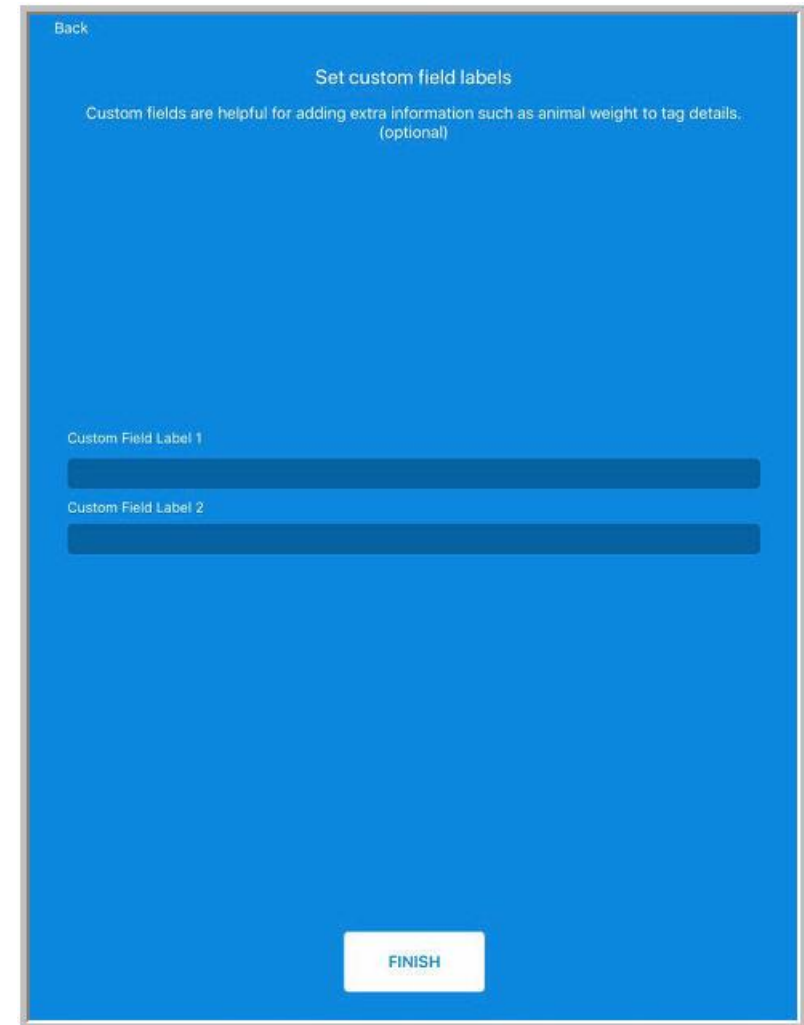 Back
Set custom field labels
Custom fields are helpful for adding extra information such as animal weight to tag details.
(optional)
Custom Field Label 1
Custom Field Label 2
FINISH